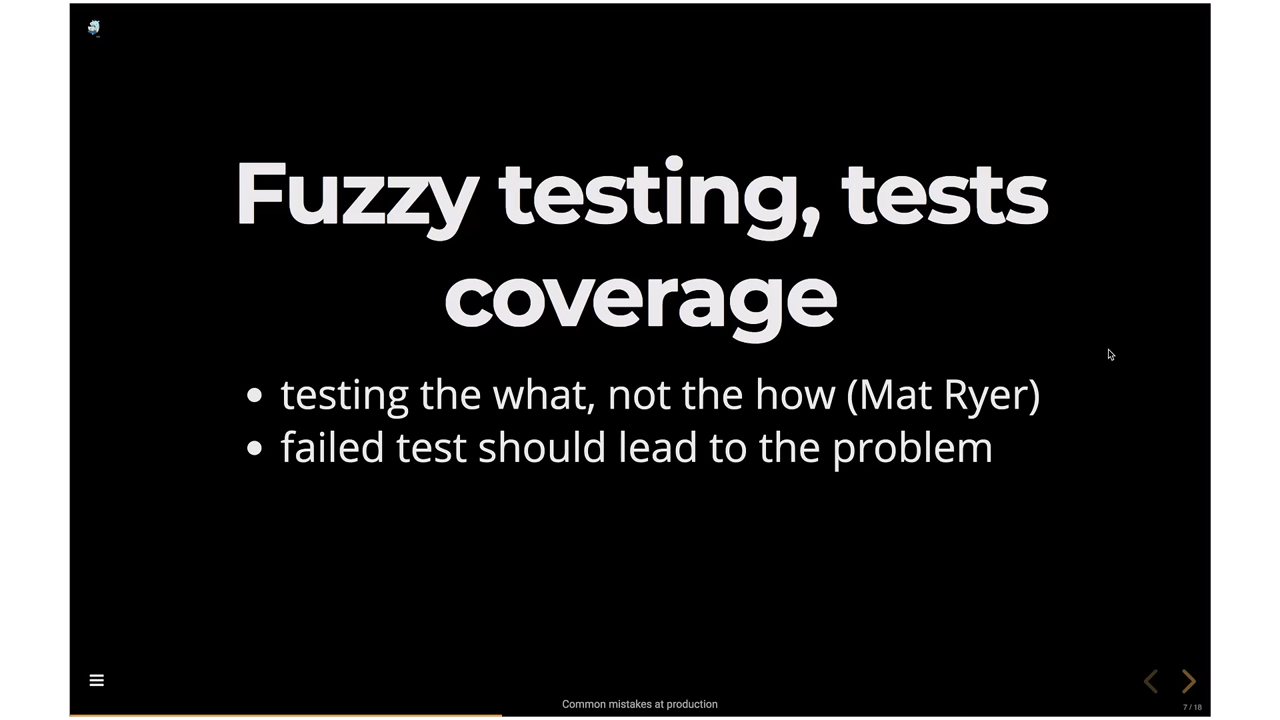 Fuzzy testing, tests
coverage
• testing the what, not the how (Mat Ryer)
• failed test should lead to the problem
Common mistakes at production
7 / 18